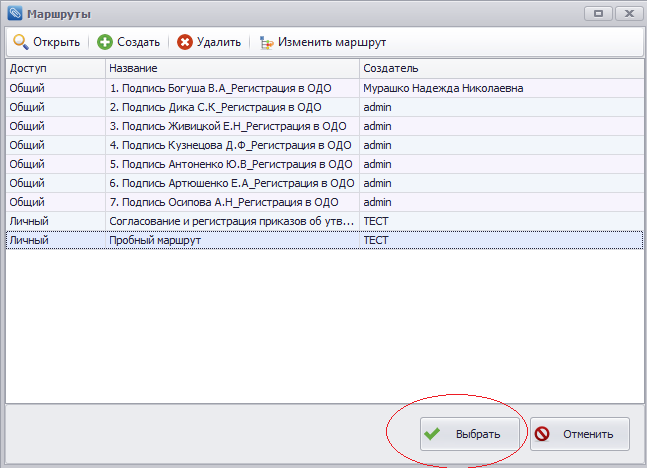 Маршруты
Открыть Создать Удалить Изменить маршрут
Доступ Название Создатель
Общий 1. Подпись Богуша В.А_Регистрация в ОДО Мурашко Надежда Николаевна
Общий 2. Подпись Дика С.К_Регистрация в ОДО admin
Общий 3. Подпись Живицкой Е.Н_Регистрация в ОДО admin
Общий 4. Подпись Кузнецова Д.Ф_Регистрация в ОДО admin
Общий 5. Подпись Антоненко Ю.В_Регистрация в ОДО admin
Общий 6. Подпись Артюшенко Е.А_Регистрация в ОДО admin
Общий 7. Подпись Осипова А.Н_Регистрация в ОДО admin
Личный Согласование и регистрация приказов об утв... ТЕСТ
Личный Пробный маршрут ТЕСТ
Выбрать Отменить